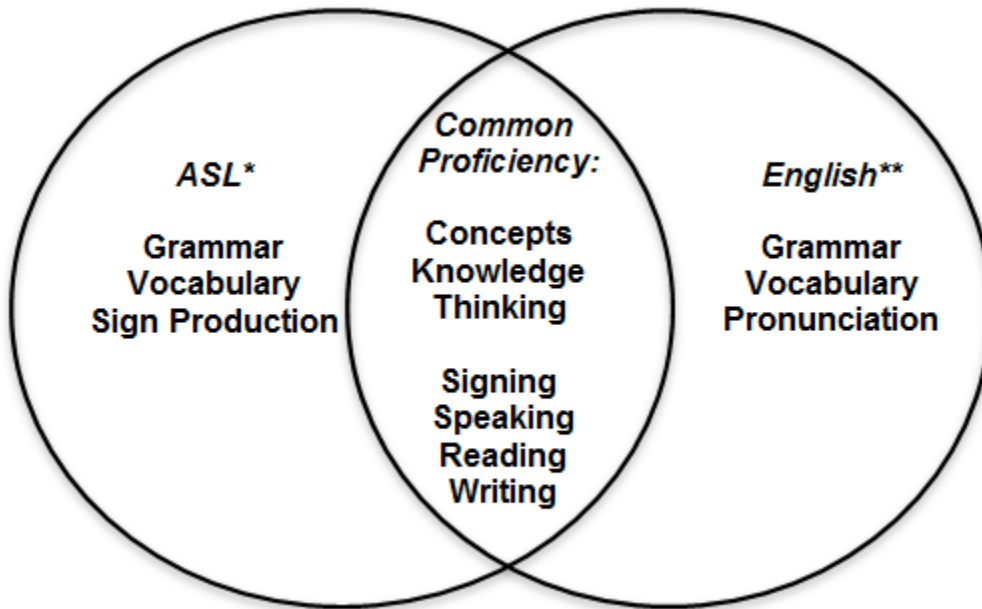 ASL*
Grammar
Vocabulary
Sign Production
Common
Proficiency:
Concepts
Knowledge
Thinking
Signing
Speaking
Reading
Writing
English**
Grammar
Vocabulary
Pronunciation